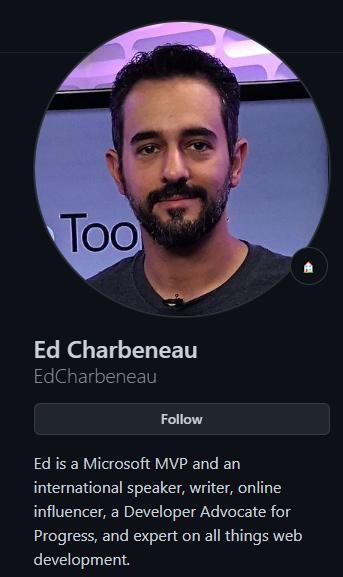 Too
Ed Charbeneau
EdCharbeneau
Follow
Ed is a Microsoft MVP and an
international speaker, writer, online
influencer, a Developer Advocate for
Progress, and expert on all things web
development.